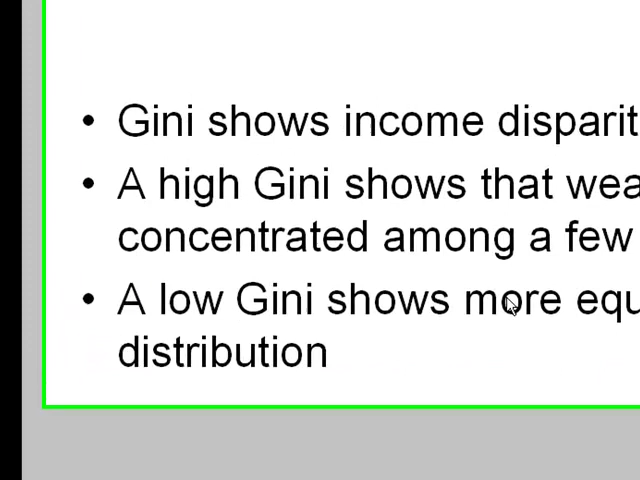 • Gini shows income disparit
• A high Gini shows that wea
concentrated among a few
• A low Gini shows more equ
distribution